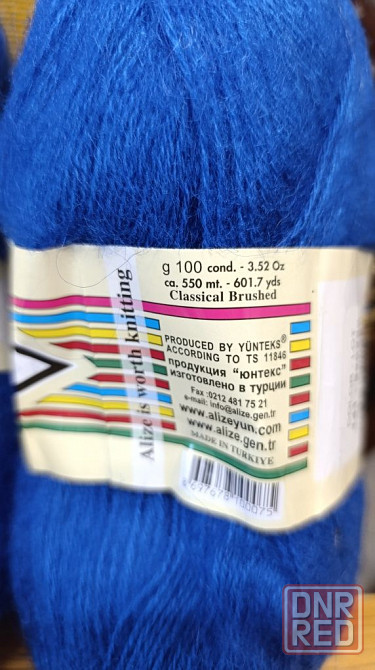 g 100 cond. - 3.52 Oz
ca. 550 mt. - 601.7 yds
Classical Brushed
Alize is worth knitting
PRODUCED BY YÜNTEKS®
ACCORDING TO TS 11846
продукция "юнтекс"
изготовлено в турции
Fax :0212 481 75 21
e-mail: info@alize.gen.tr
www.alizeyun.com
www.alize.gen.tr
MADE IN TURKIYE
DNR
RED